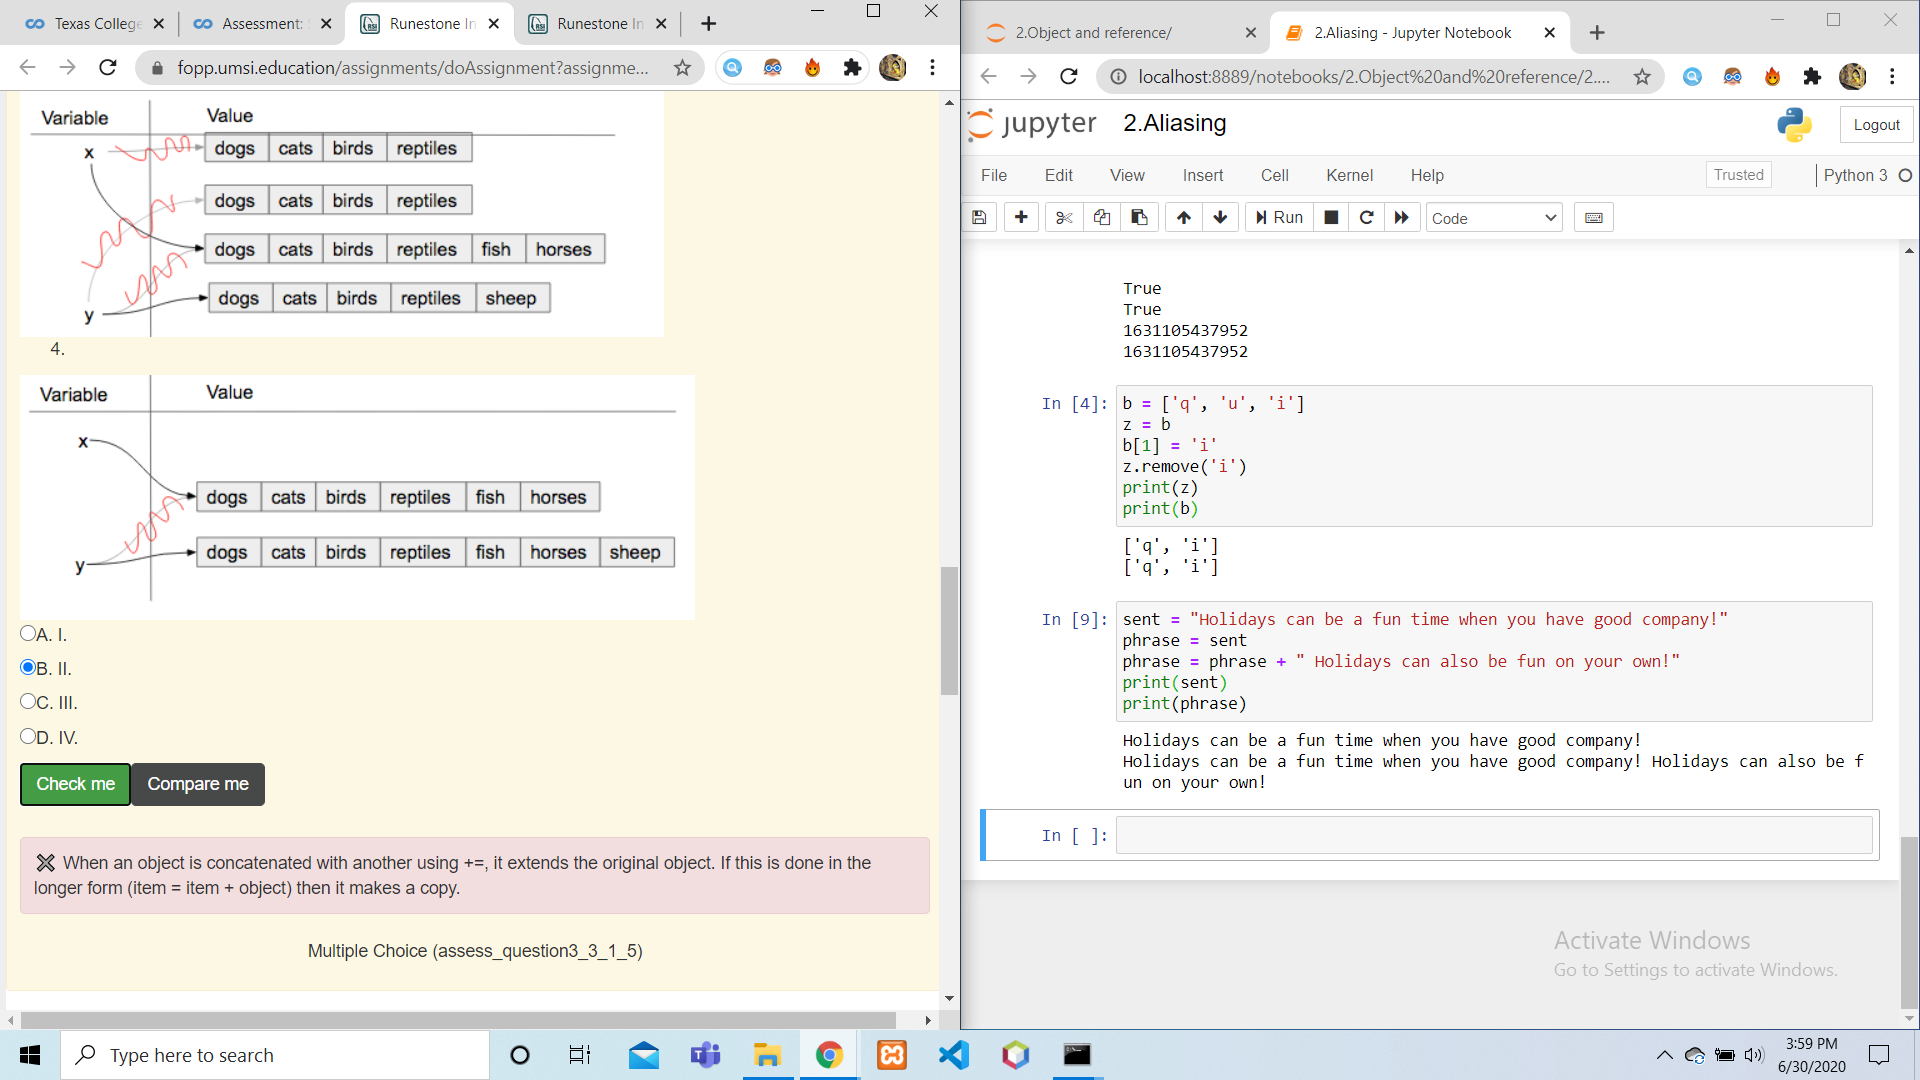 Texas College
Assessment: S
Runestone In
Runestone In
fopp.umsi.education/assignments/doAssignment?assignme...
Variable Value
x dogs cats birds reptiles
dogs cats birds reptiles
dogs cats birds reptiles fish horses
y dogs cats birds reptiles sheep
4.
Variable Value
x
dogs cats birds reptiles fish horses
y dogs cats birds reptiles fish horses sheep
A. I.
B. II.
C. III.
D. IV.
Check me Compare me
When an object is concatenated with another using +=, it extends the original object. If this is done in the
longer form (item = item + object) then it makes a copy.
Multiple Choice (assess_question3_3_1_5)
2.Object and reference/
2.Aliasing - Jupyter Notebook
localhost:8889/notebooks/2.Object%20and%20reference/2....
jupyter 2.Aliasing
Logout
File Edit View Insert Cell Kernel Help Trusted Python 3
Run Code
True
True
1631105437952
1631105437952
In [4]: b = ['q', 'u', 'i']
z = b
b[1] = 'i'
z.remove('i')
print(z)
print(b)
['q', 'i']
['q', 'i']
In [9]: sent = "Holidays can be a fun time when you have good company!"
phrase = sent
phrase = phrase + " Holidays can also be fun on your own!"
print(sent)
print(phrase)
Holidays can be a fun time when you have good company!
Holidays can be a fun time when you have good company! Holidays can also be f
un on your own!
In [ ]:
Activate Windows
Go to Settings to activate Windows.
Type here to search
3:59 PM
6/30/2020